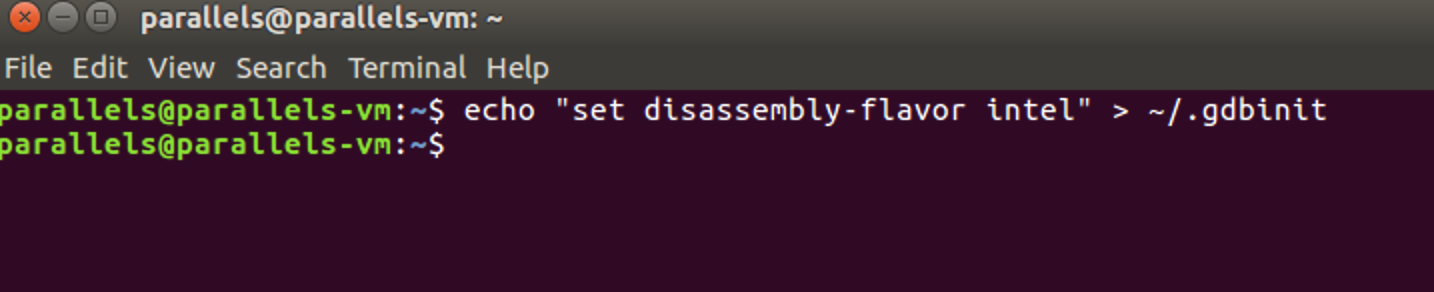 parallels@parallels-vm: ~
File Edit View Search Terminal Help
parallels@parallels-vm:~$ echo "set disassembly-flavor intel" > ~/.gdbinit
parallels@parallels-vm:~$